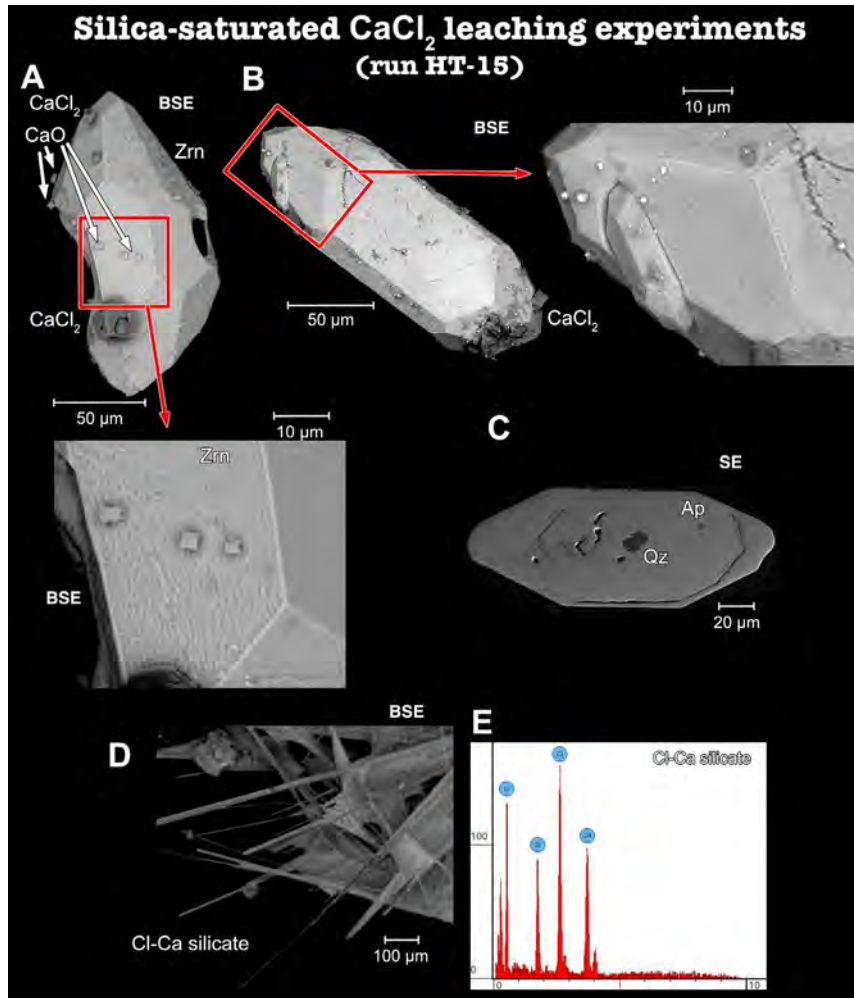 Silica-saturated CaCl₂ leaching experiments
(run HT-15)
A
CaCl₂
BSE
CaO
Zrn
CaCl₂
50 µm
10 µm
Zrn
BSE
B
BSE
10 µm
50 µm
CaCl₂
C
SE
Ap
Qz
20 µm
D
BSE
Cl-Ca silicate
100 µm
E
Cl-Ca silicate
100
0
0
10